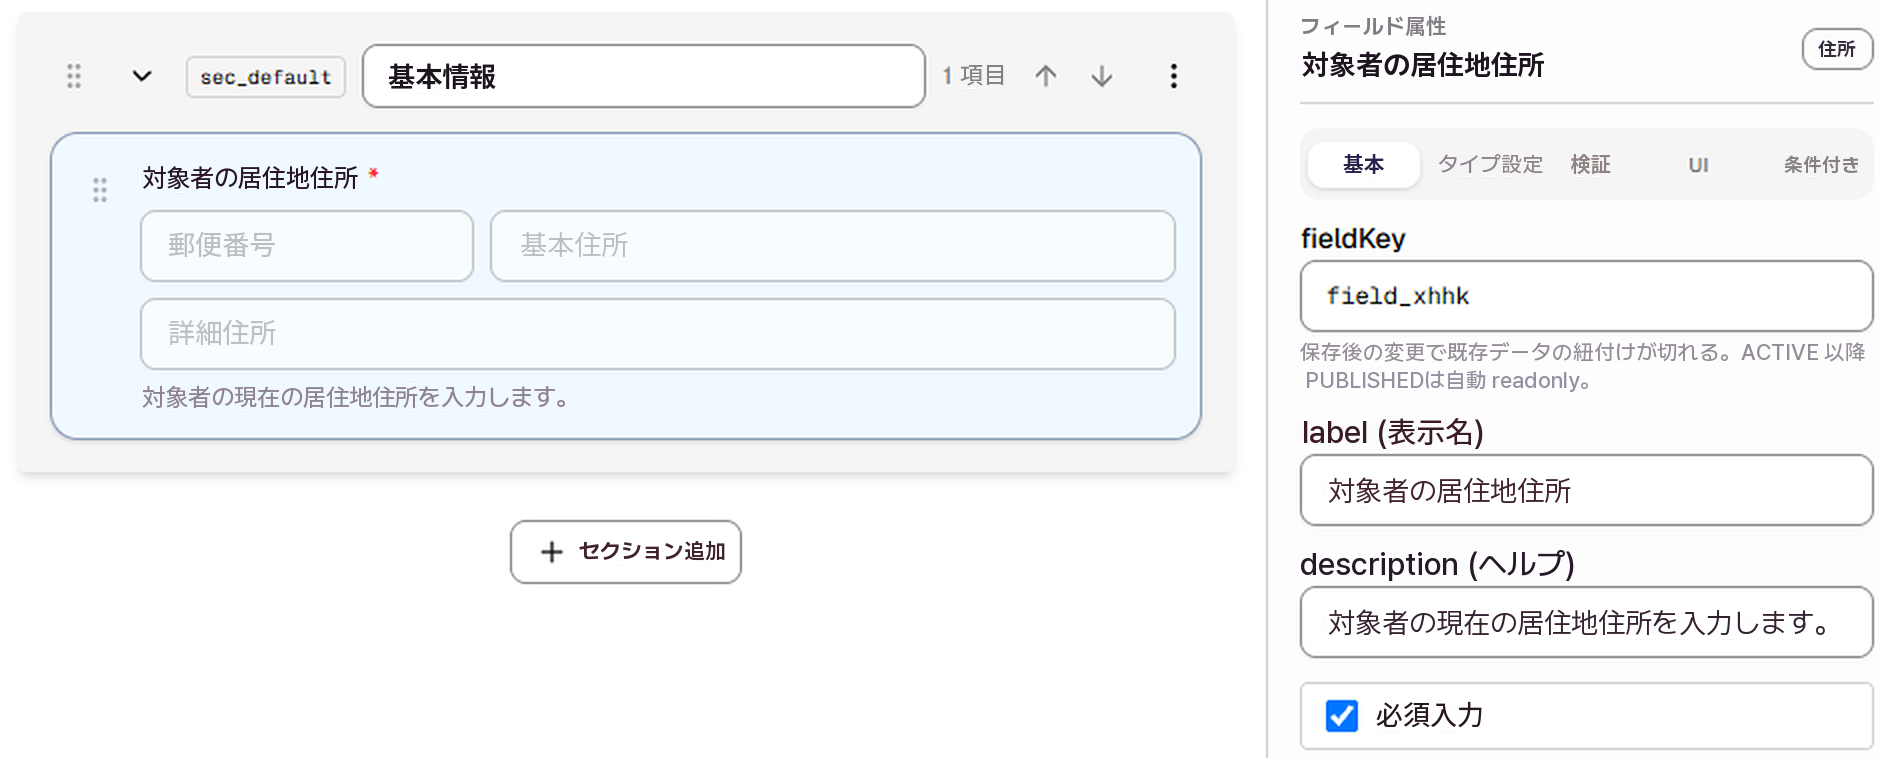 sec_default
基本情報
1 項目
対象者の居住地住所 *
郵便番号
基本住所
詳細住所
対象者の現在の居住地住所を入力します。
セクション追加
フィールド属性
対象者の居住地住所
住所
基本
タイプ設定
検証
UI
条件付き
fieldKey
field_xhhk
保存後の変更で既存データの紐付けが切れる。ACTIVE 以降
PUBLISHEDは自動 readonly。
label (表示名)
対象者の居住地住所
description (ヘルプ)
対象者の現在の居住地住所を入力します。
必須入力